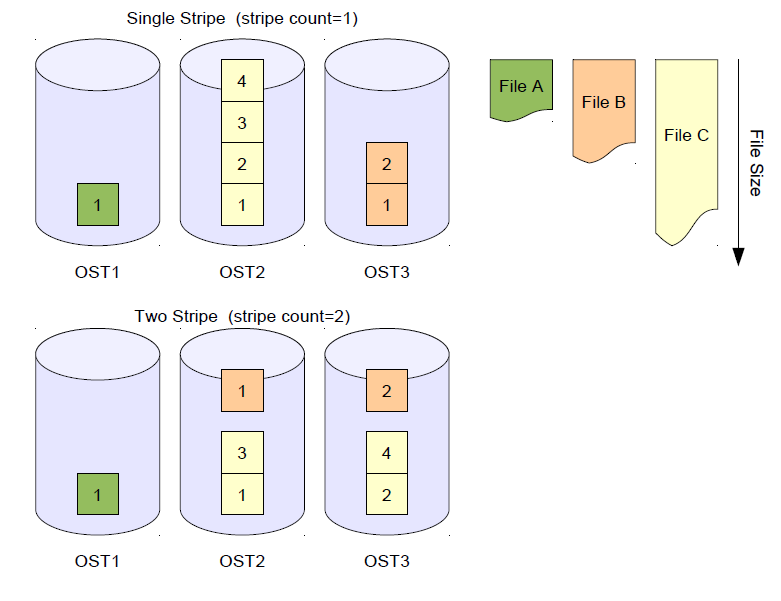 Single Stripe  (stripe count=1)
4
3
2
1
1
2
1
OST1
OST2
OST3
File A
File B
File C
File Size
Two Stripe  (stripe count=2)
1
2
3
4
1
1
2
OST1
OST2
OST3